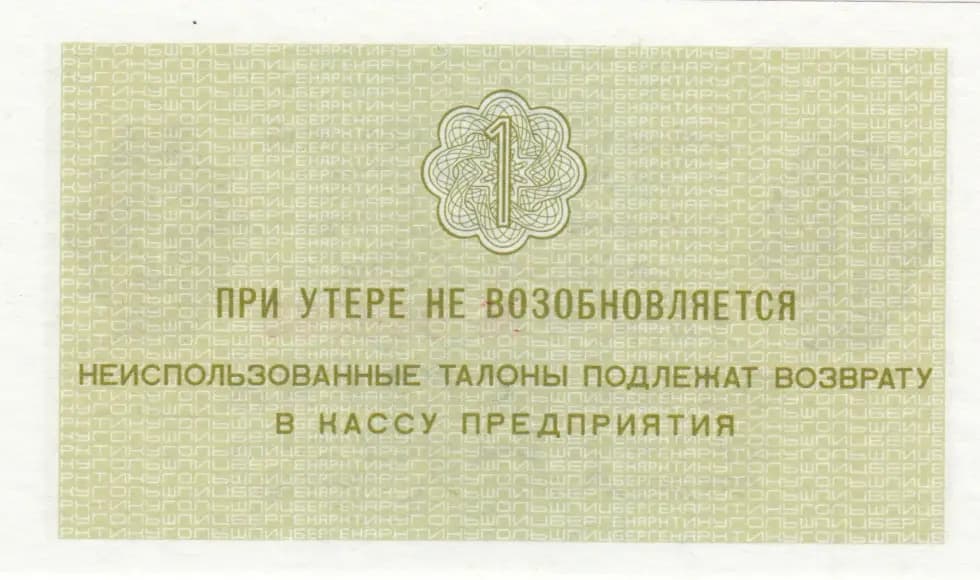 1
ПРИ УТЕРЕ НЕ ВОЗОБНОВЛЯЕТСЯ
НЕИСПОЛЬЗОВАННЫЕ ТАЛОНЫ ПОДЛЕЖАТ ВОЗВРАТУ
В КАССУ ПРЕДПРИЯТИЯ